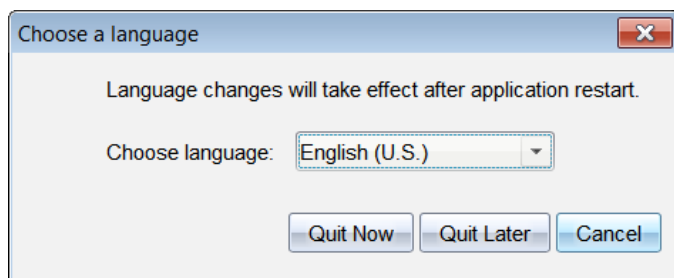 Choose a language
Language changes will take effect after application restart.
Choose language: English (U.S.)
Quit Now Quit Later Cancel